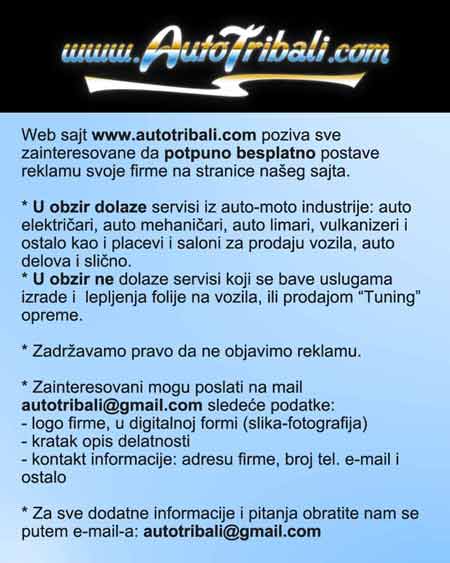 www.AutoTribali.com
Web sajt www.autotribali.com poziva sve
zainteresovane da potpuno besplatno postave
reklamu svoje firme na stranice našeg sajta.
* U obzir dolaze servisi iz auto-moto industrije: auto
električari, auto mehaničari, auto limari, vulkanizeri i
ostalo kao i placevi i saloni za prodaju vozila, auto
delova i slično.
* U obzir ne dolaze servisi koji se bave uslugama
izrade i lepljenja folije na vozila, ili prodajom “Tuning”
opreme.
* Zadržavamo pravo da ne objavimo reklamu.
* Zainteresovani mogu poslati na mail
autotribali@gmail.com sledeće podatke:
- logo firme, u digitalnoj formi (slika-fotografija)
- kratak opis delatnosti
- kontakt informacije: adresu firme, broj tel. e-mail i
ostalo
* Za sve dodatne informacije i pitanja obratite nam se
putem e-mail-a: autotribali@gmail.com